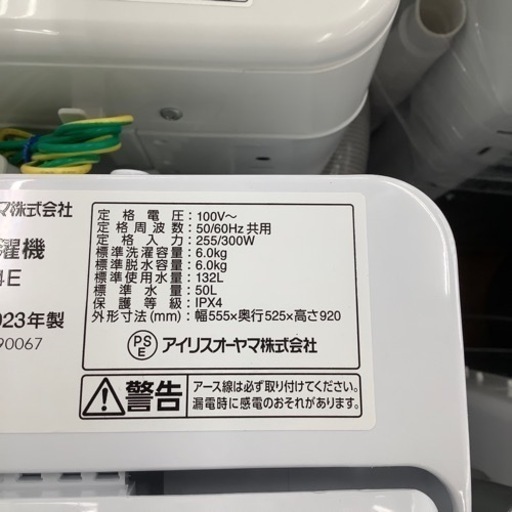 マ株式会社
濯機
4E
023年製
90067
定格電圧: 100V～
定格周波数: 50/60Hz 共用
定格入力: 255/300W
標準洗濯容量: 6.0kg
標準脱水容量: 6.0kg
標準使用水量: 132L
標準水量: 50L
保護等級: IPX4
外形寸法(mm): 幅555×奥行525×高さ920
PSE アイリスオーヤマ株式会社
警告
アース線は必ず取り付けてください。
漏電時に感電のおそれがあります。